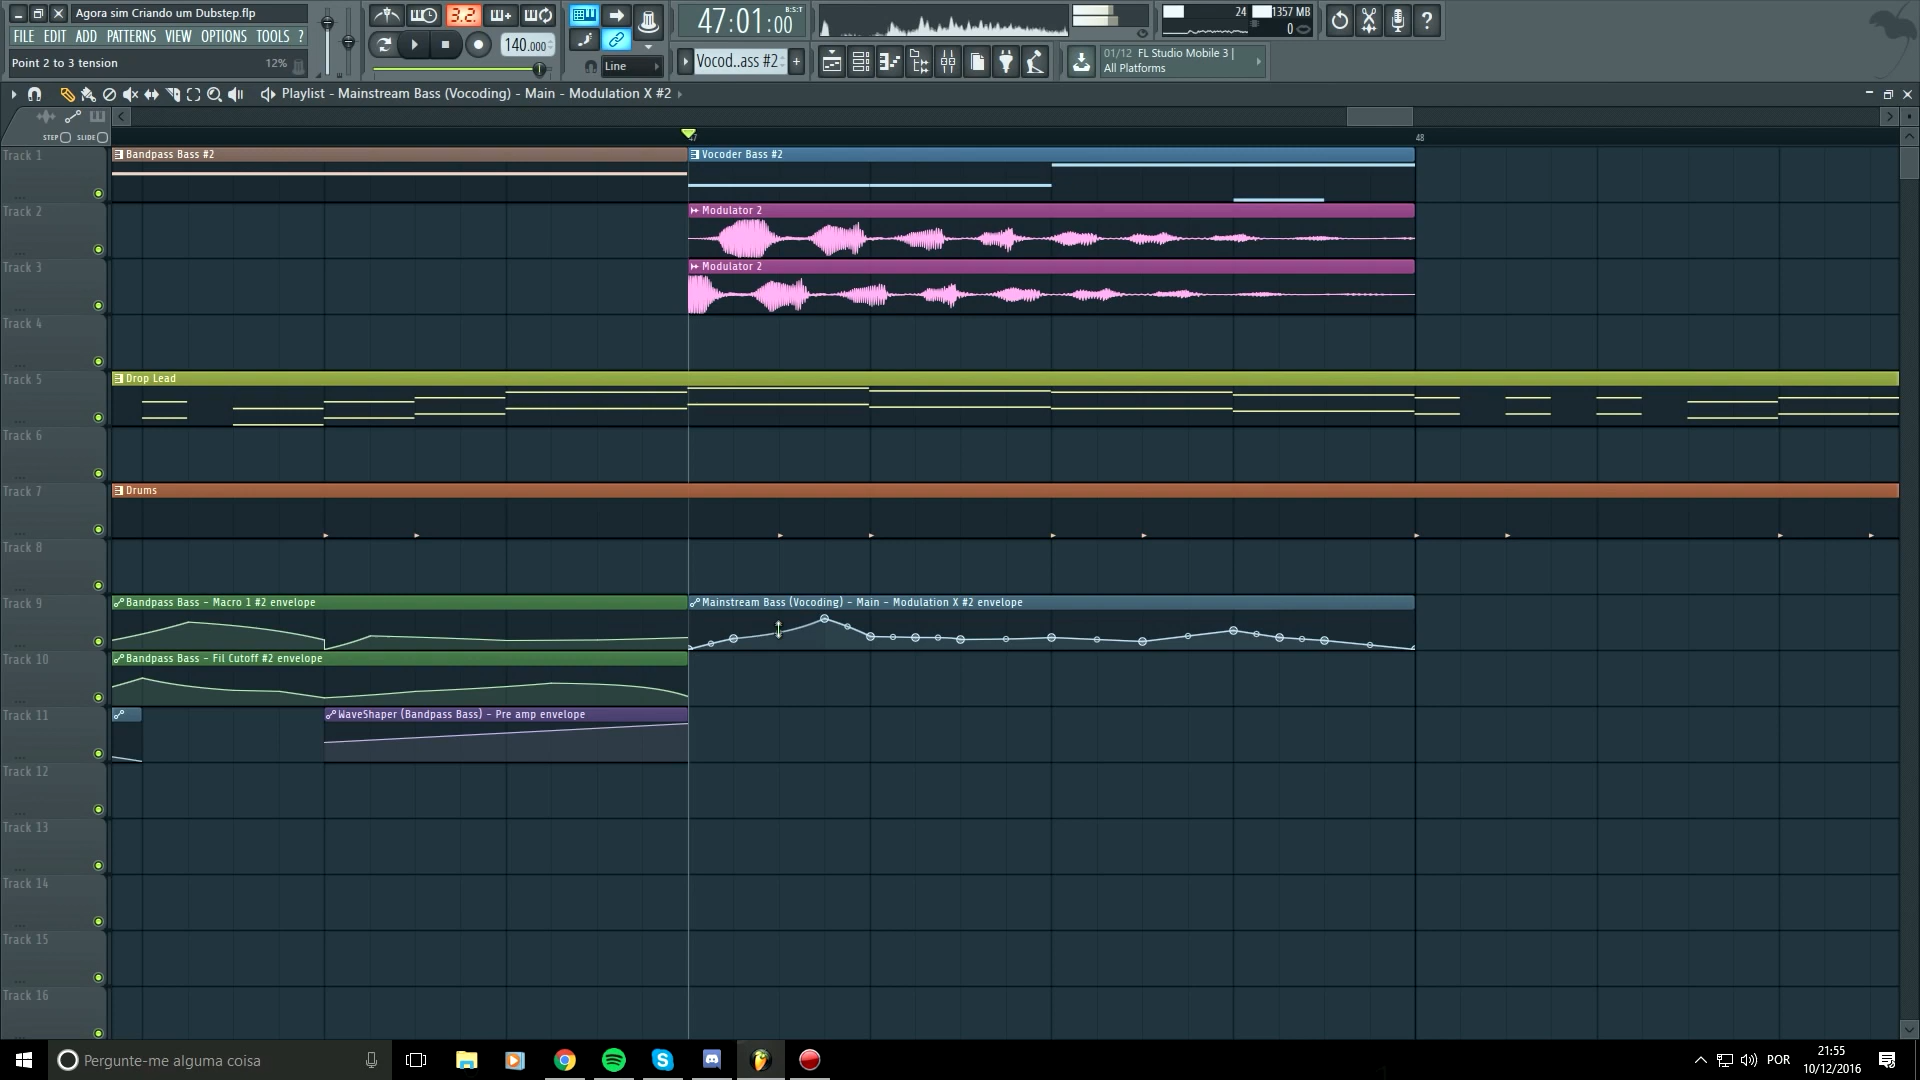 Agora sim Criando um Dubstep.flp
FILE EDIT ADD PATTERNS VIEW OPTIONS TOOLS ?
Point 2 to 3 tension 12%
3.2.
140.000
Line
47:01:00
B:S:T
Vocod..ass #2
24
1357 MB
0
01/12 FL Studio Mobile 3 |
All Platforms
Playlist - Mainstream Bass (Vocoding) - Main - Modulation X #2
STEP SLIDE
47
48
Track 1
Bandpass Bass #2
Vocoder Bass #2
Track 2
Modulator 2
Track 3
Modulator 2
Track 4
Track 5
Drop Lead
Track 6
Track 7
Drums
Track 8
Track 9
Bandpass Bass - Macro 1 #2 envelope
Mainstream Bass (Vocoding) - Main - Modulation X #2 envelope
Track 10
Bandpass Bass - Fil Cutoff #2 envelope
Track 11
WaveShaper (Bandpass Bass) - Pre amp envelope
Track 12
Track 13
Track 14
Track 15
Track 16
Pergunte-me alguma coisa
POR
21:55
10/12/2016